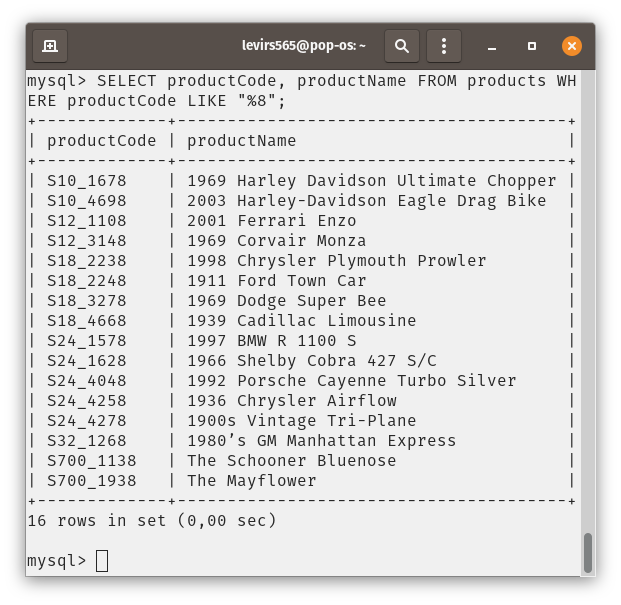 levirs565@pop-os: ~
mysql> SELECT productCode, productName FROM products WH
ERE productCode LIKE "%8";
+-------------+---------------------------------------+
| productCode | productName                           |
+-------------+---------------------------------------+
| S10_1678    | 1969 Harley Davidson Ultimate Chopper |
| S10_4698    | 2003 Harley-Davidson Eagle Drag Bike  |
| S12_1108    | 2001 Ferrari Enzo                     |
| S12_3148    | 1969 Corvair Monza                    |
| S18_2238    | 1998 Chrysler Plymouth Prowler        |
| S18_2248    | 1911 Ford Town Car                    |
| S18_3278    | 1969 Dodge Super Bee                  |
| S18_4668    | 1939 Cadillac Limousine               |
| S24_1578    | 1997 BMW R 1100 S                     |
| S24_1628    | 1966 Shelby Cobra 427 S/C             |
| S24_4048    | 1992 Porsche Cayenne Turbo Silver     |
| S24_4258    | 1936 Chrysler Airflow                 |
| S24_4278    | 1900s Vintage Tri-Plane               |
| S32_1268    | 1980’s GM Manhattan Express           |
| S700_1138   | The Schooner Bluenose                 |
| S700_1938   | The Mayflower                         |
+-------------+---------------------------------------+
16 rows in set (0,00 sec)
mysql>